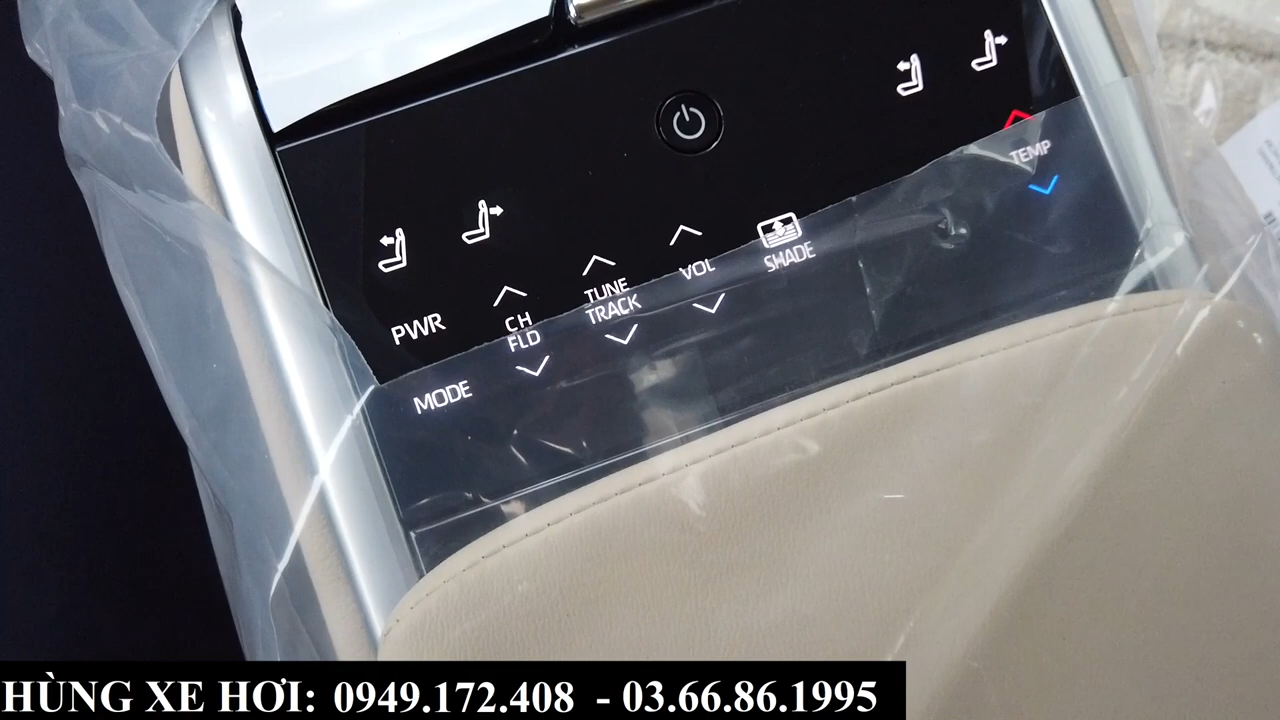 TEMP
SHADE
VOL
TUNE
TRACK
CH
FLD
PWR
MODE
HÙNG XE HƠI: 0949.172.408 - 03.66.86.1995